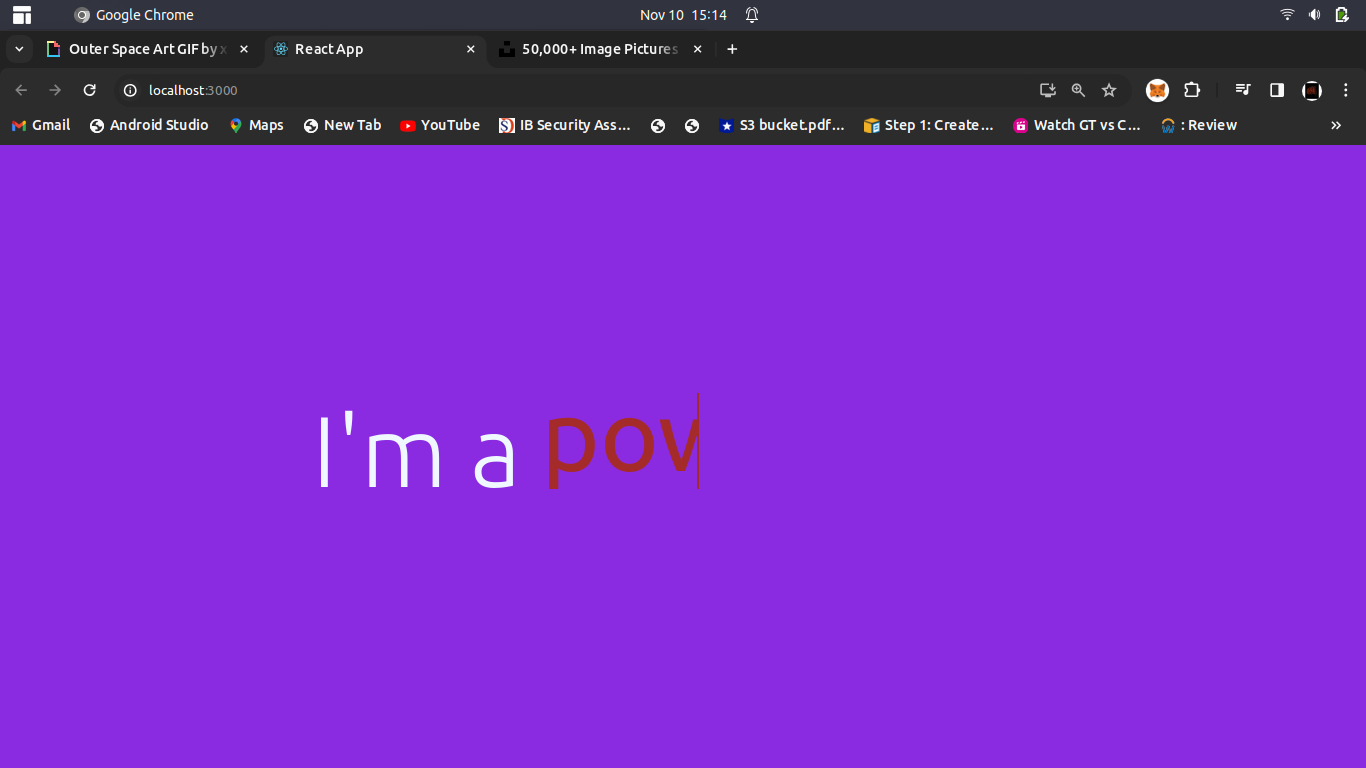 Google Chrome
Nov 10 15:14
Outer Space Art GIF by x
React App
50,000+ Image Pictures
localhost:3000
Gmail
Android Studio
Maps
New Tab
YouTube
IB Security Ass...
S3 bucket.pdf...
Step 1: Create...
Watch GT vs C...
: Review
I'm a pow